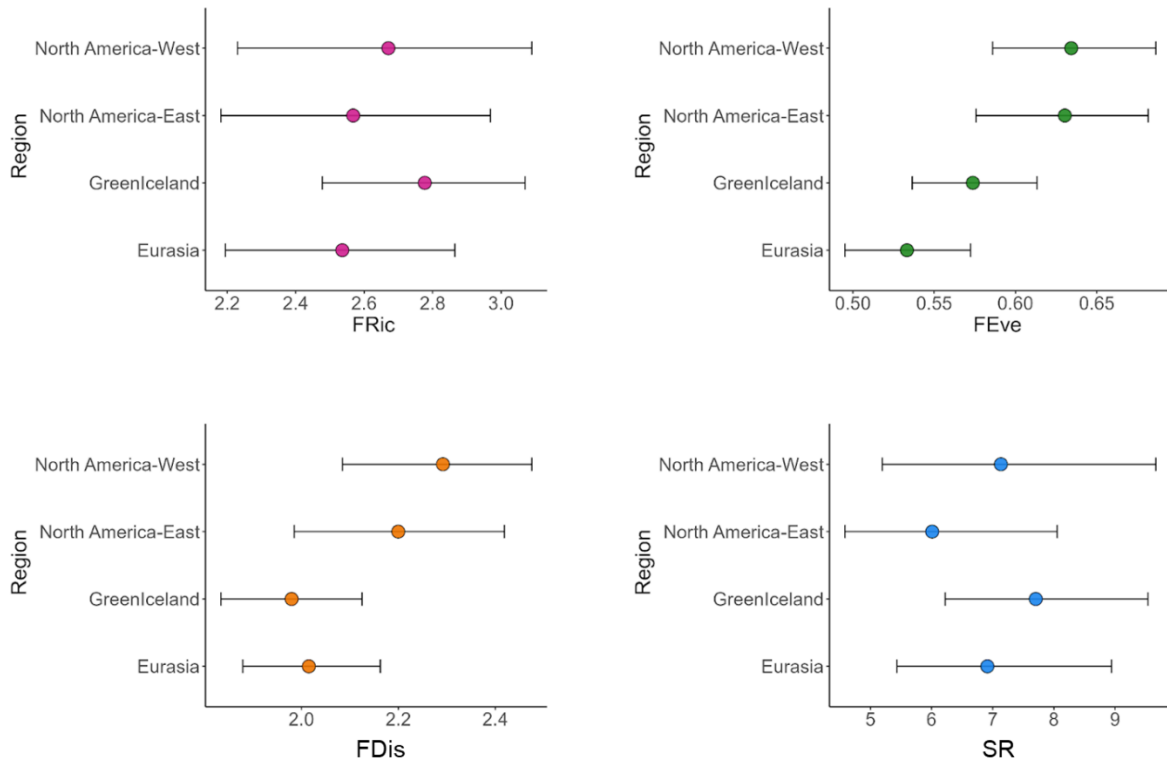 North America-West
North America-East
GreenIceland
Eurasia
Region
2.2 2.4 2.6 2.8 3.0
FRic
North America-West
North America-East
GreenIceland
Eurasia
Region
0.50 0.55 0.60 0.65
FEve
North America-West
North America-East
GreenIceland
Eurasia
Region
2.0 2.2 2.4
FDis
North America-West
North America-East
GreenIceland
Eurasia
Region
5 6 7 8 9
SR